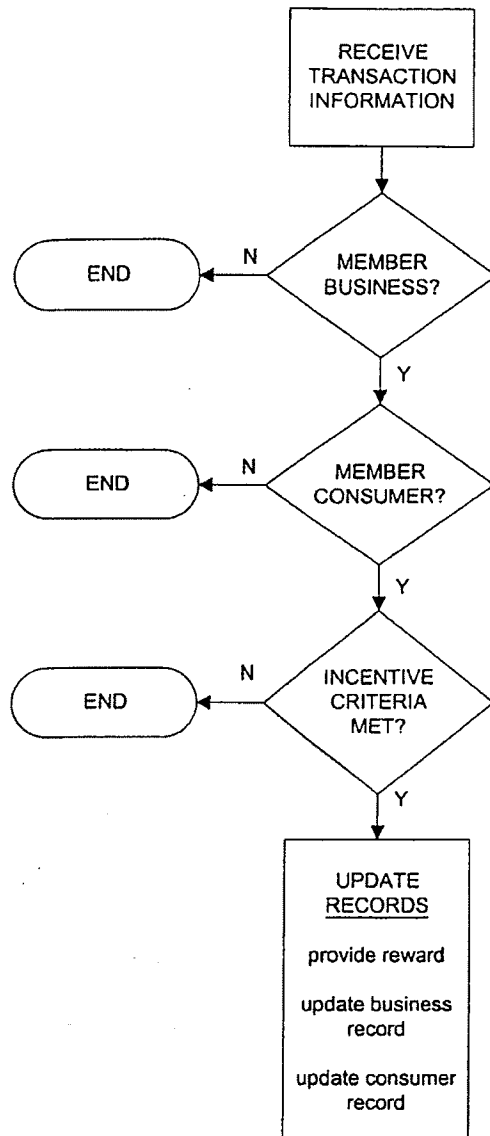 RECEIVE
TRANSACTION
INFORMATION
N
END
MEMBER
BUSINESS?
Y
N
END
MEMBER
CONSUMER?
Y
N
END
INCENTIVE
CRITERIA
MET?
Y
UPDATE
RECORDS
provide reward
update business
record
update consumer
record